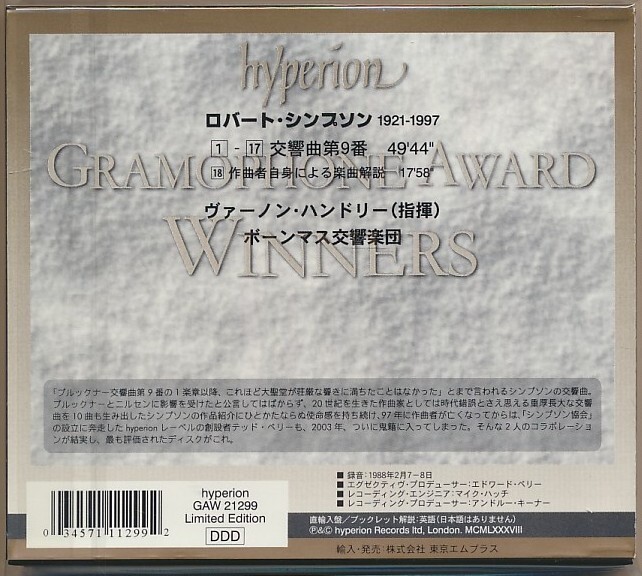 hyperion
ロバート・シンプソン 1921-1997
1 - 17 交響曲第9番 49'44"
GRAMOPHONE AWARD
18 作曲者自身による楽曲解説 17'58"
ヴァーノン・ハンドリー（指揮）
ボーンマス交響楽団
WINNERS
「ブルックナー交響曲第９番の１楽章以降、これほど大聖堂が荘厳な響きに満ちたことはなかった」とまで言われるシンプソンの交響曲。
ブルックナーとニルセンに影響を受けたと公言してはばからず、20世紀を生きた作曲家としては時代錯誤とさえ思える重厚長大な交響
曲を10曲も生み出したシンプソンの作品紹介にひとかたならぬ使命感を持ち続け、97年に作曲者が亡くなってからは、「シンプソン協会」
の設立に奔走した hyperion レーベルの創設者テッド・ペリーも、2003年、ついに鬼籍に入ってしまった。そんな２人のコラボレーショ
ンが結実し、最も評価されたディスクがこれ。
■ 録音：1988年2月7－8日
■ エグゼクティヴ・プロデューサー：エドワード・ペリー
■ レコーディング・エンジニア：マイク・ハッチ
■ レコーディング・プロデューサー：アンドルー・キーナー
hyperion
GAW 21299
Limited Edition
DDD
0 34571 11299 2
直輸入盤／ブックレット解説：英語（日本語はありません）
Ⓟ&© hyperion Records ltd, London. MCMLXXXVIII
輸入・発売：株式会社 東京エムプラス